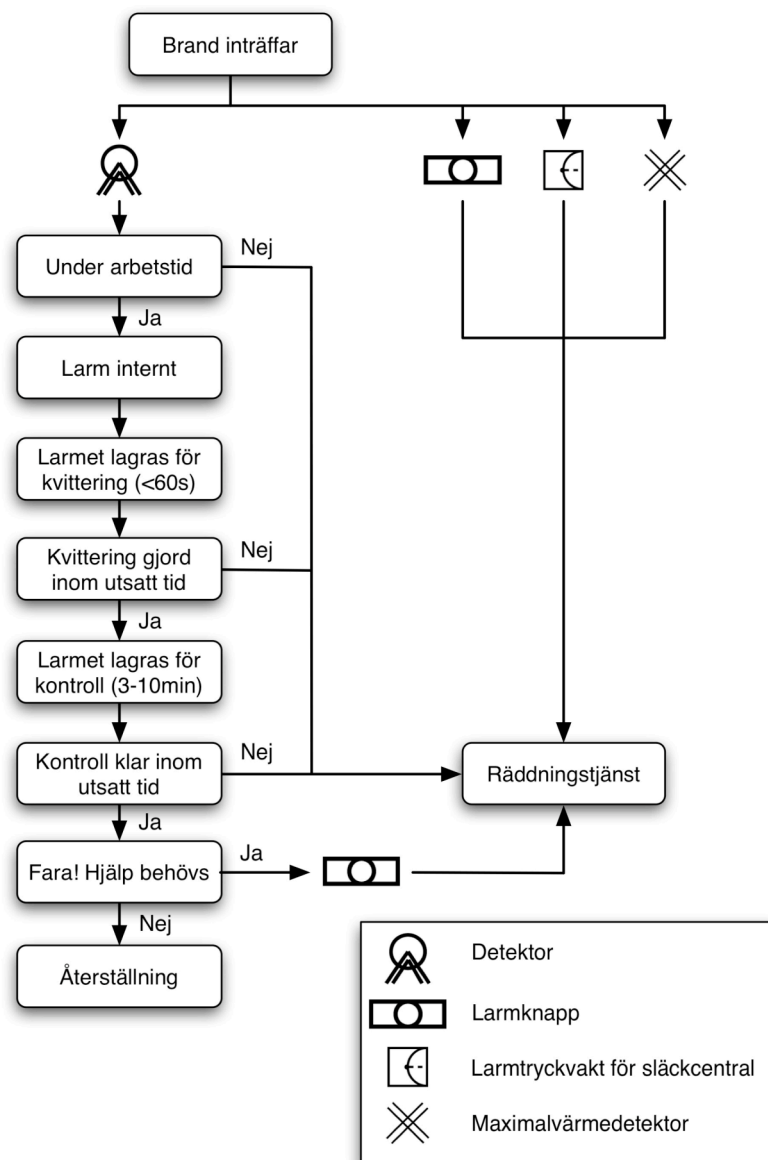 Brand inträffar
Under arbetstid
Nej
Ja
Larm internt
Larmet lagras för
kvittering (<60s)
Kvittering gjord
inom utsatt tid
Nej
Ja
Larmet lagras för
kontroll (3-10min)
Kontroll klar inom
utsatt tid
Nej
Räddningstjänst
Ja
Fara! Hjälp behövs
Ja
Nej
Återställning
Detektor
Larmknapp
Larmtryckvakt för släckcentral
Maximalvärmedetektor